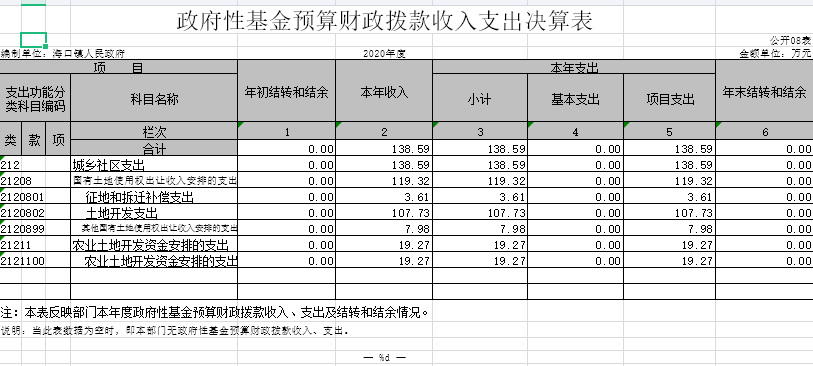 政府性基金预算财政拨款收入支出决算表
公开08表
编制单位：海口镇人民政府 2020年度 金额单位：万元
项 目 年初结转和结余 本年收入 本年支出 年末结转和结余
支出功能分类科目编码 科目名称 小计 基本支出 项目支出
类 款 项 栏次 1 2 3 4 5 6
合计 0.00 138.59 138.59 0.00 138.59 0.00
212 城乡社区支出 0.00 138.59 138.59 0.00 138.59 0.00
21208 国有土地使用权出让收入安排的支出 0.00 119.32 119.32 0.00 119.32 0.00
2120801 征地和拆迁补偿支出 0.00 3.61 3.61 0.00 3.61 0.00
2120802 土地开发支出 0.00 107.73 107.73 0.00 107.73 0.00
2120899 其他国有土地使用权出让收入安排的支出 0.00 7.98 7.98 0.00 7.98 0.00
21211 农业土地开发资金安排的支出 0.00 19.27 19.27 0.00 19.27 0.00
2121100 农业土地开发资金安排的支出 0.00 19.27 19.27 0.00 19.27 0.00
注：本表反映部门本年度政府性基金预算财政拨款收入、支出及结转和结余情况。
说明：当此表数据为空时，即本部门无政府性基金预算财政拨款收入、支出。
— %d —